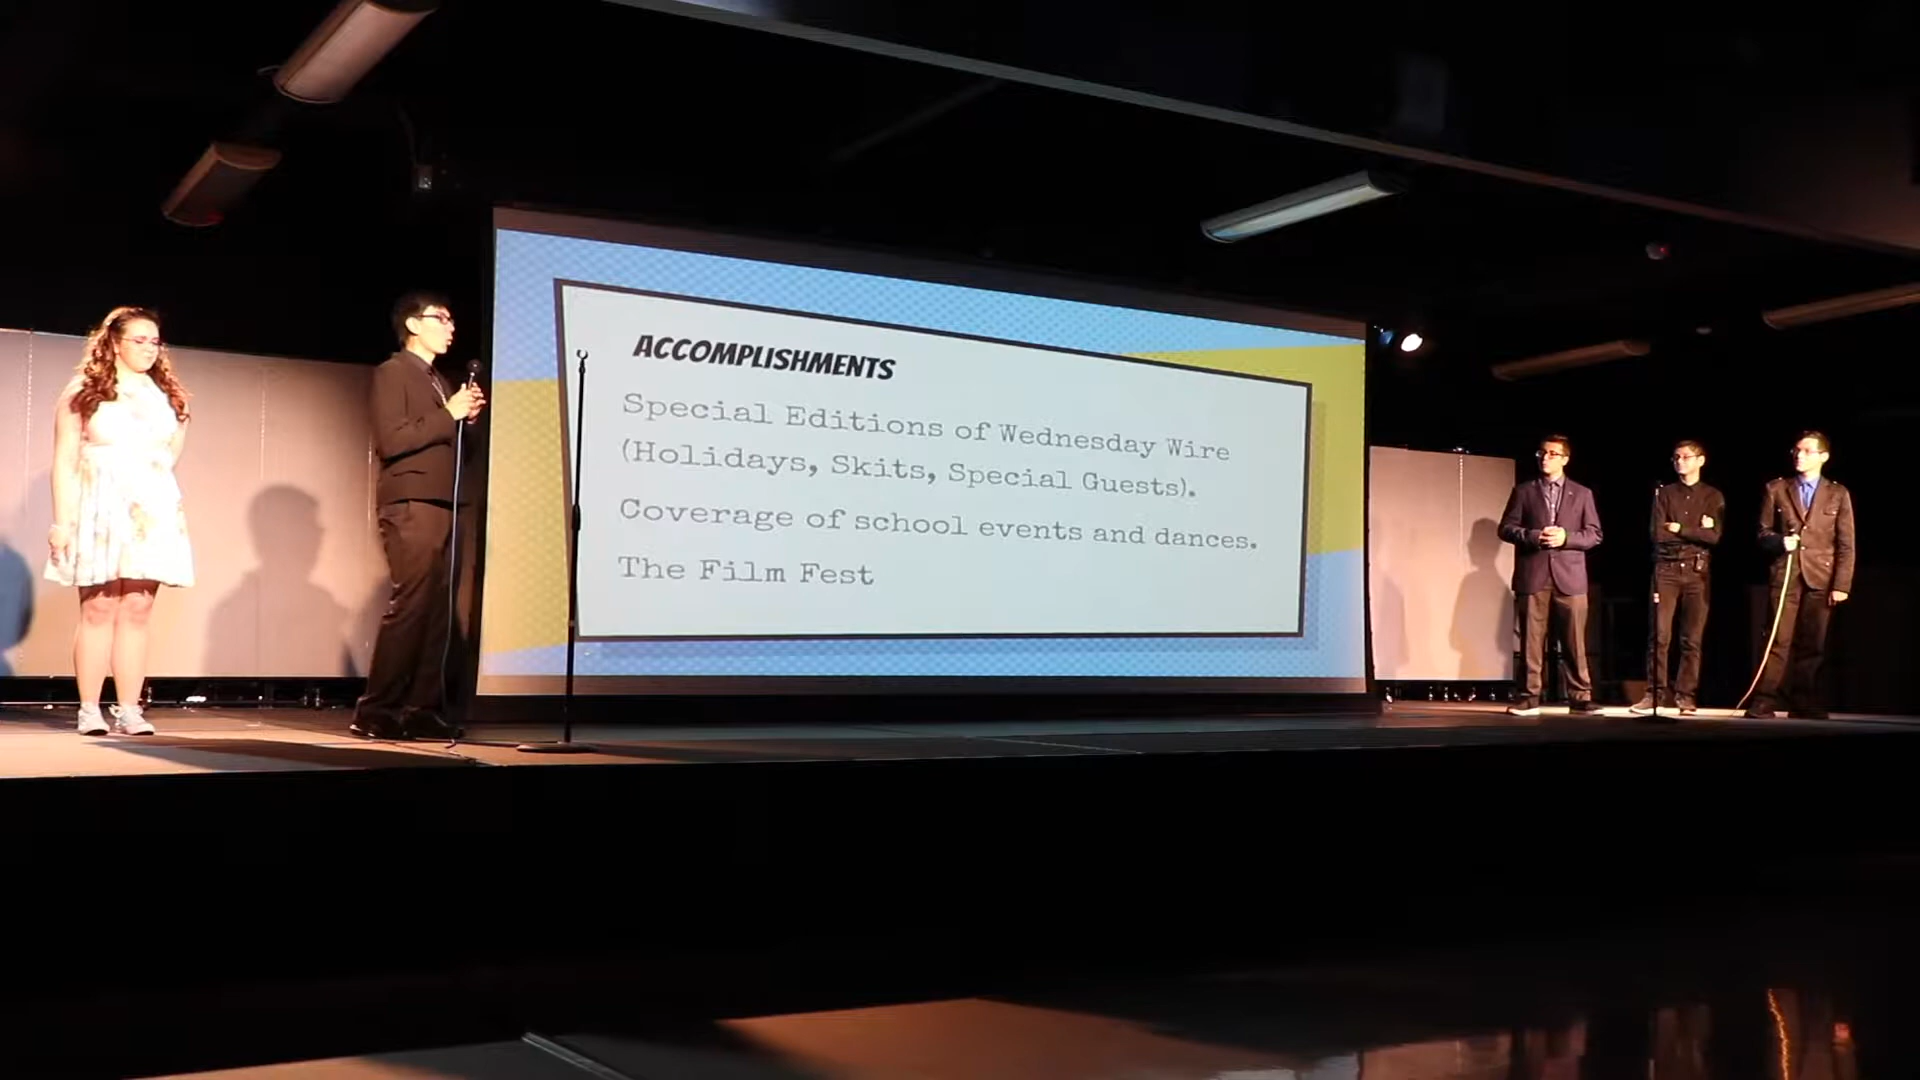 ACCOMPLISHMENTS
Special Editions of Wednesday Wire
(Holidays, Skits, Special Guests).
Coverage of school events and dances.
The Film Fest